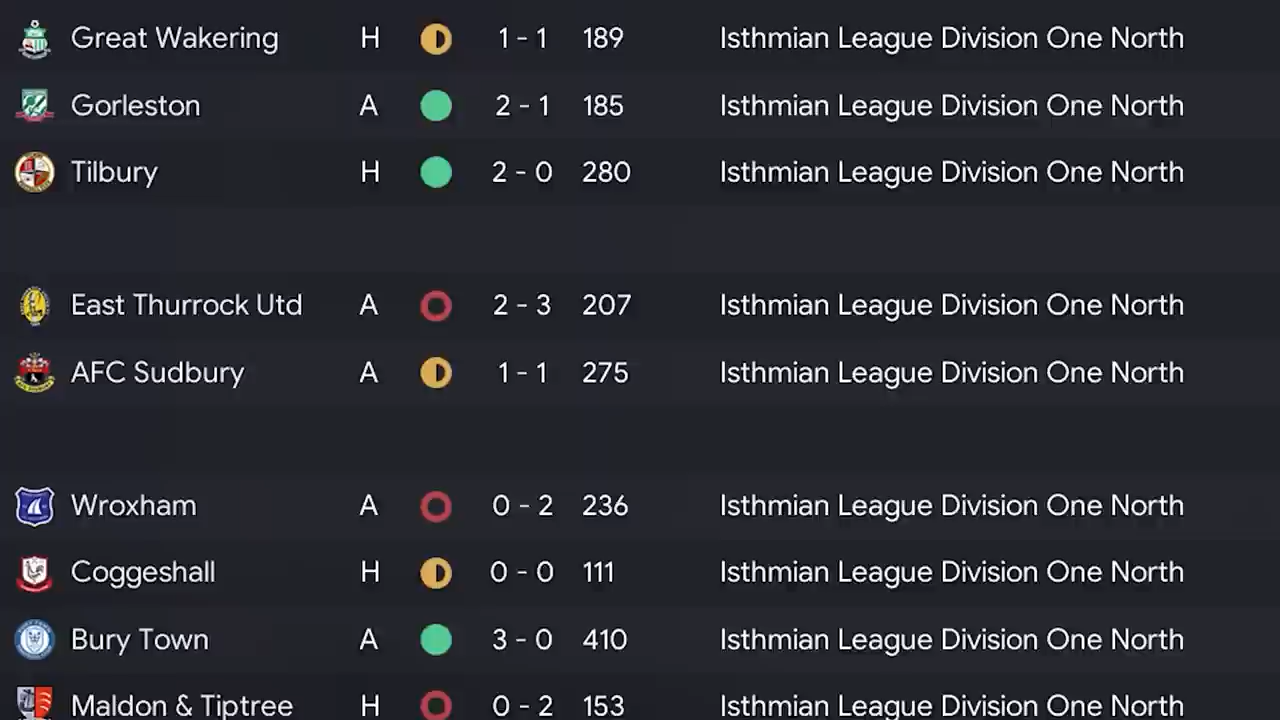 Great Wakering H 1 - 1 189 Isthmian League Division One North
Gorleston A 2 - 1 185 Isthmian League Division One North
Tilbury H 2 - 0 280 Isthmian League Division One North
East Thurrock Utd A 2 - 3 207 Isthmian League Division One North
AFC Sudbury A 1 - 1 275 Isthmian League Division One North
Wroxham A 0 - 2 236 Isthmian League Division One North
Coggeshall H 0 - 0 111 Isthmian League Division One North
Bury Town A 3 - 0 410 Isthmian League Division One North
Maldon & Tiptree H 0 - 2 153 Isthmian League Division One North